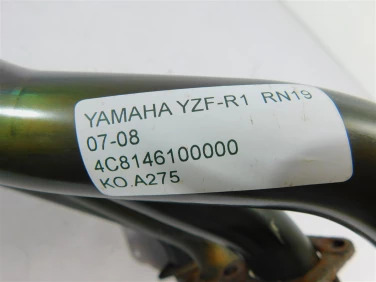 YAMAHA YZF-R1 RN19
07-08
4C8146100000
KO.A275